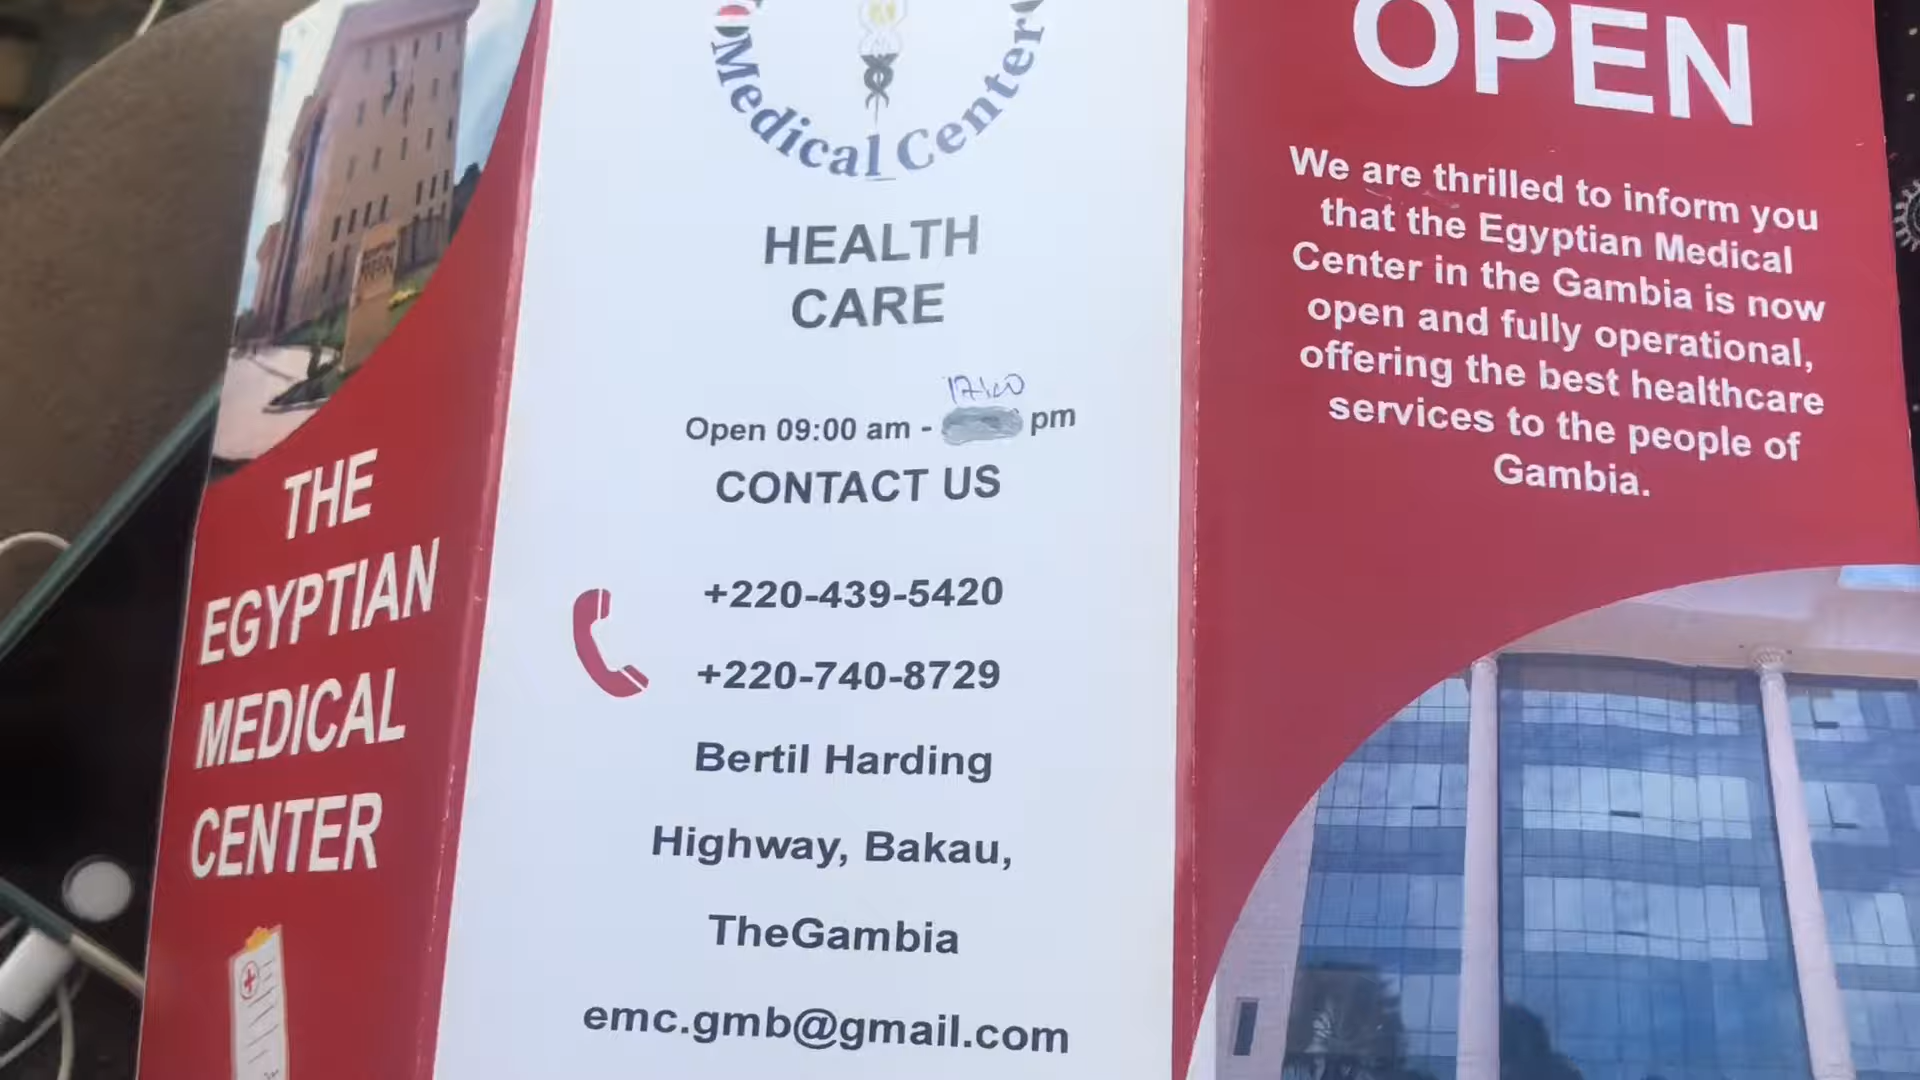 THE
EGYPTIAN
MEDICAL
CENTER
Medical Center
HEALTH
CARE
Open 09:00 am - pm
CONTACT US
+220-439-5420
+220-740-8729
Bertil Harding
Highway, Bakau,
TheGambia
emc.gmb@gmail.com
OPEN
We are thrilled to inform you
that the Egyptian Medical
Center in the Gambia is now
open and fully operational,
offering the best healthcare
services to the people of
Gambia.